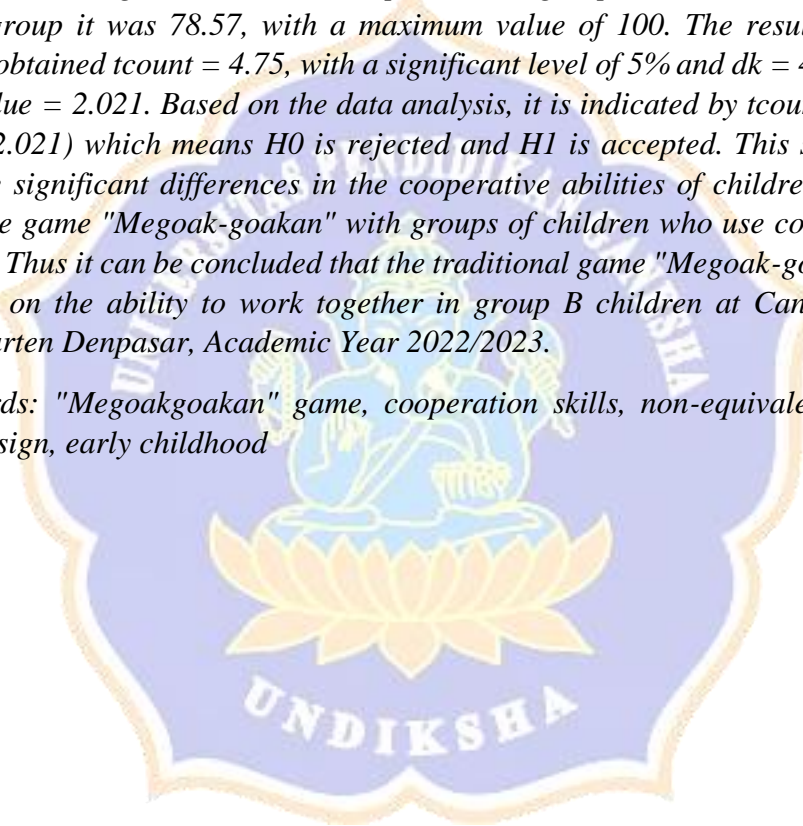 group it was 78.57, with a maximum value of 100. The resul
obtained tcount = 4.75, with a significant level of 5% and dk = 4
lue = 2.021. Based on the data analysis, it is indicated by tcoun
2.021) which means H0 is rejected and H1 is accepted. This s
significant differences in the cooperative abilities of childre
e game "Megoak-goakan" with groups of children who use co
Thus it can be concluded that the traditional game "Megoak-go
on the ability to work together in group B children at Can
arten Denpasar, Academic Year 2022/2023.
rds: "Megoakgoakan" game, cooperation skills, non-equivale
sign, early childhood
UNIVERSITAS PENDIDIKAN GANESHA
UNDIKSHA